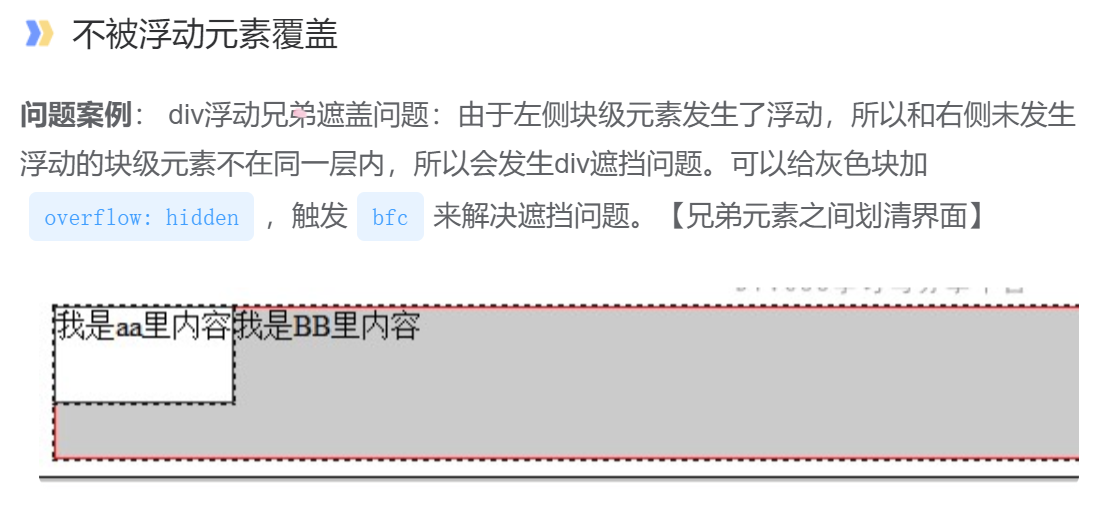 不被浮动元素覆盖
问题案例： div浮动兄弟遮盖问题：由于左侧块级元素发生了浮动，所以和右侧未发生
浮动的块级元素不在同一层内，所以会发生div遮挡问题。可以给灰色块加
overflow: hidden ，触发 bfc 来解决遮挡问题。【兄弟元素之间划清界面】
我是aa里内容我是BB里内容